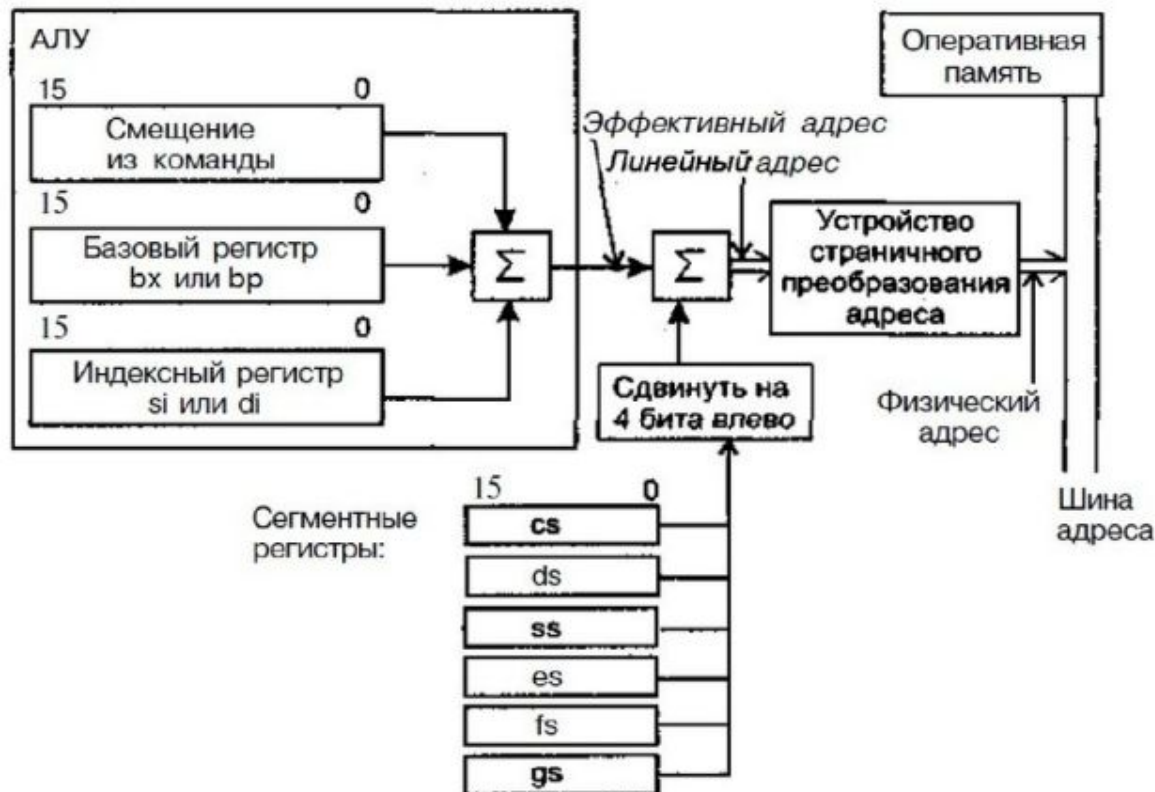 АЛУ
Оперативная
память
15 0
Смещение
из команды
Эффективный адрес
Линейный адрес
15 0
Базовый регистр
bx или bp
Σ
Σ
Устройство
страничного
преобразования
адреса
15 0
Индексный регистр
si или di
Сдвинуть на
4 бита влево
Физический
адрес
Шина
адреса
Сегментные
регистры:
15 0
cs
ds
ss
es
fs
gs